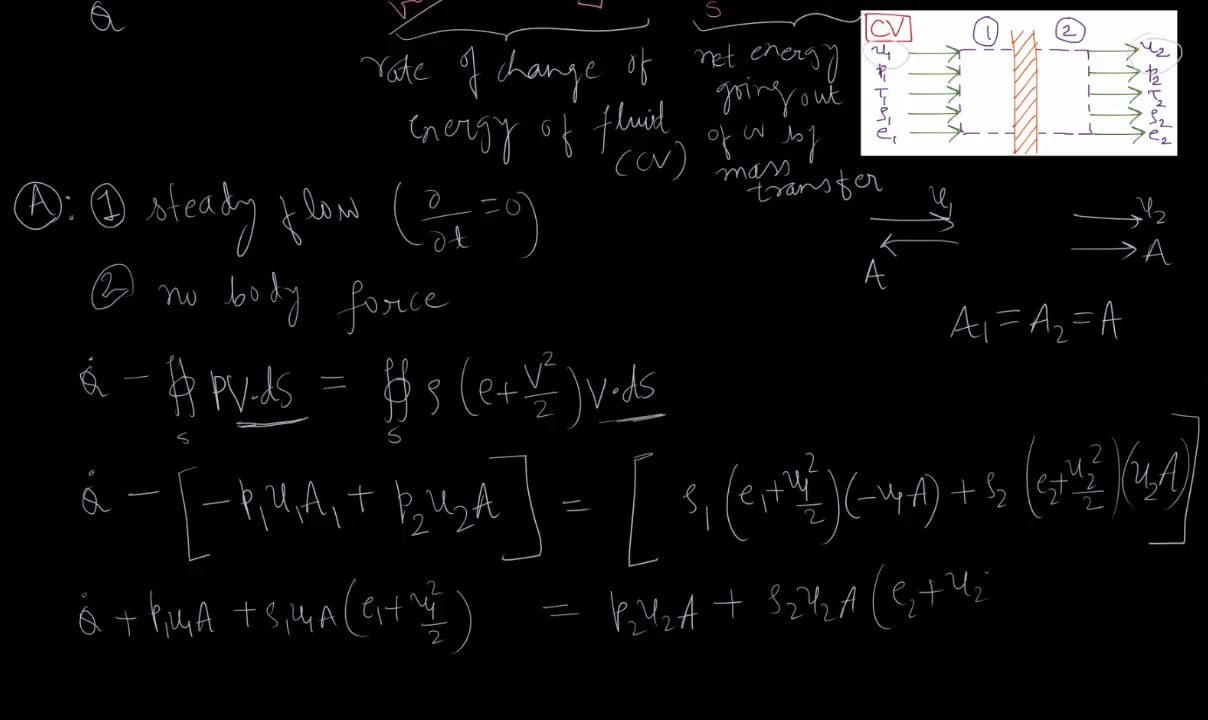 Q̇
S
rate of change of
energy of fluid
(CV)
net energy
going out
of CV by
mass
transfer
CV
1 2
u₁ u₂
p₁ p₂
T₁ T₂
ρ₁ ρ₂
e₁ e₂
A: 1 steady flow (∂/∂t = 0)
2 no body force
u₁ u₂
A A
A₁ = A₂ = A
Q̇ − ∯_S pV·dS = ∯_S ρ(e + V²/2) V·dS
Q̇ − [−p₁u₁A₁ + p₂u₂A] = [ρ₁(e₁ + u₁²/2)(−u₁A) + ρ₂(e₂ + u₂²/2)(u₂A)]
Q̇ + p₁u₁A + ρ₁u₁A(e₁ + u₁²/2) = p₂u₂A + ρ₂u₂A(e₂ + u₂